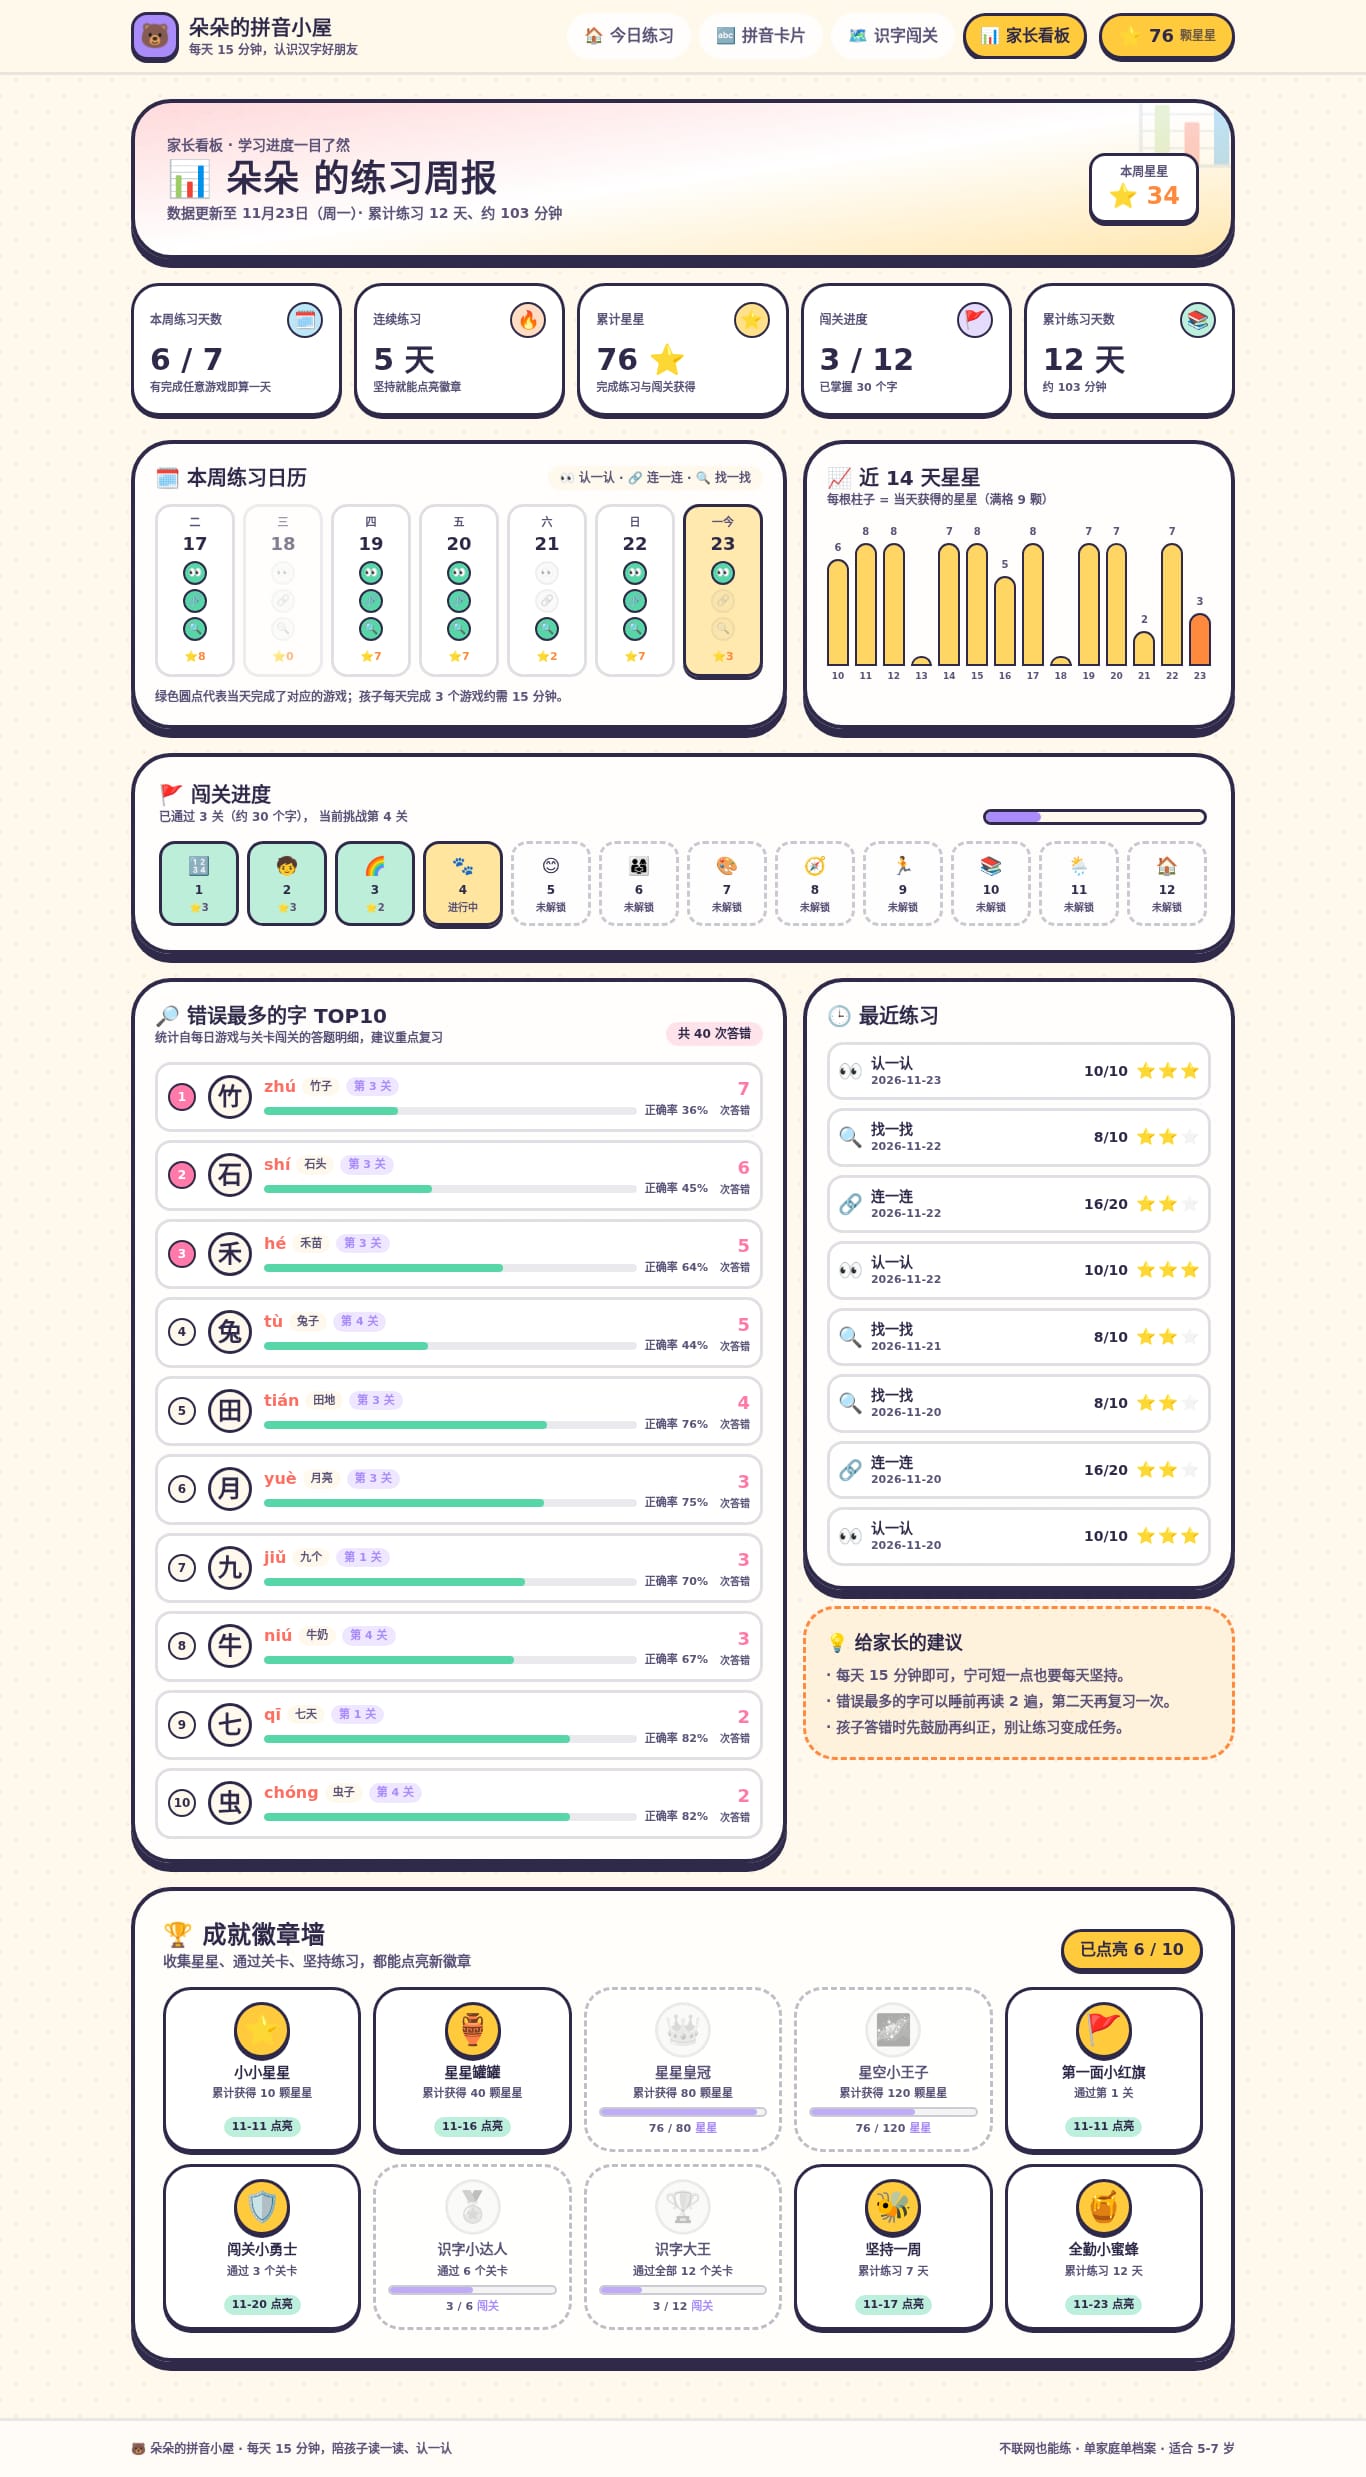 朵朵的拼音小屋
每天 15 分钟，认识汉字好朋友
今日练习
拼音卡片
识字闯关
家长看板
76 颗星星
家长看板 · 学习进度一目了然
朵朵 的练习周报
数据更新至 11月23日（周一）· 累计练习 12 天、约 103 分钟
本周星星
34
本周练习天数
6 / 7
有完成任意游戏即算一天
连续练习
5 天
坚持就能点亮徽章
累计星星
76
完成练习与闯关获得
闯关进度
3 / 12
已掌握 30 个字
累计练习天数
12 天
约 103 分钟
本周练习日历
认一认 · 连一连 · 找一找
二 三 四 五 六 日 一今
17 18 19 20 21 22 23
8 0 7 7 2 7 3
绿色圆点代表当天完成了对应的游戏；孩子每天完成 3 个游戏约需 15 分钟。
近 14 天星星
每根柱子 = 当天获得的星星（满格 9 颗）
6 8 8 7 8 5 8 7 7 2 7 3
10 11 12 13 14 15 16 17 18 19 20 21 22 23
闯关进度
已通过 3 关（约 30 个字），当前挑战第 4 关
1 2 3 4 5 6 7 8 9 10 11 12
3 3 2 进行中 未解锁 未解锁 未解锁 未解锁 未解锁 未解锁 未解锁 未解锁
错误最多的字 TOP10
统计自每日游戏与关卡闯关的答题明细，建议重点复习
共 40 次答错
1 竹 zhú 竹子 第 3 关 7
正确率 36% 次答错
2 石 shí 石头 第 3 关 6
正确率 45% 次答错
3 禾 hé 禾苗 第 3 关 5
正确率 64% 次答错
4 兔 tù 兔子 第 4 关 5
正确率 44% 次答错
5 田 tián 田地 第 3 关 4
正确率 76% 次答错
6 月 yuè 月亮 第 3 关 3
正确率 75% 次答错
7 九 jiǔ 九个 第 1 关 3
正确率 70% 次答错
8 牛 niú 牛奶 第 4 关 3
正确率 67% 次答错
9 七 qī 七天 第 1 关 2
正确率 82% 次答错
10 虫 chóng 虫子 第 4 关 2
正确率 82% 次答错
最近练习
认一认 10/10
2026-11-23
找一找 8/10
2026-11-22
连一连 16/20
2026-11-22
认一认 10/10
2026-11-22
找一找 8/10
2026-11-21
找一找 8/10
2026-11-20
连一连 16/20
2026-11-20
认一认 10/10
2026-11-20
给家长的建议
· 每天 15 分钟即可，宁可短一点也要每天坚持。
· 错误最多的字可以睡前再读 2 遍，第二天再复习一次。
· 孩子答错时先鼓励再纠正，别让练习变成任务。
成就徽章墙
收集星星、通过关卡、坚持练习，都能点亮新徽章
已点亮 6 / 10
小小星星
累计获得 10 颗星星
11-11 点亮
星星罐罐
累计获得 40 颗星星
11-16 点亮
星星皇冠
累计获得 80 颗星星
76 / 80 星星
星空小王子
累计获得 120 颗星星
76 / 120 星星
第一面小红旗
通过第 1 关
11-11 点亮
闯关小勇士
通过 3 个关卡
11-20 点亮
识字小达人
通过 6 个关卡
3 / 6 闯关
识字大王
通过全部 12 个关卡
3 / 12 闯关
坚持一周
累计练习 7 天
11-17 点亮
全勤小蜜蜂
累计练习 12 天
11-23 点亮
朵朵的拼音小屋 · 每天 15 分钟，陪孩子读一读、认一认
不联网也能练 · 单家庭单档案 · 适合 5-7 岁